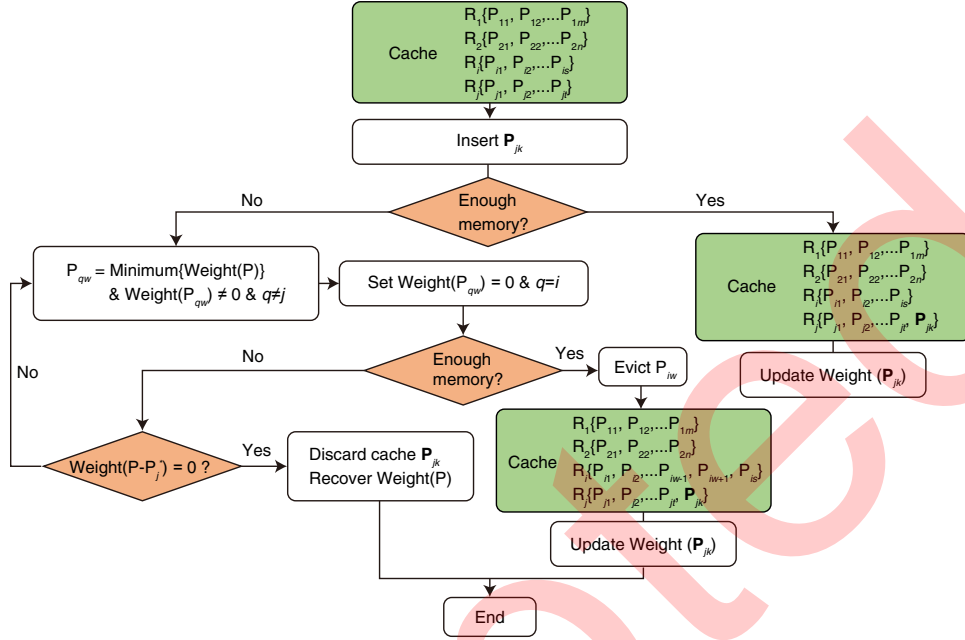 Cache
R1{P11, P12,...P1m}
R2{P21, P22,...P2n}
Ri{Pi1, Pi2,...Pis}
Rj{Pj1, Pj2,...Pjt}
Insert Pjk
Enough
memory?
No
Yes
Pqw = Minimum{Weight(P)}
& Weight(Pqw) ≠ 0 & q≠j
Set Weight(Pqw) = 0 & q=i
Cache
R1{P11, P12,...P1m}
R2{P21, P22,...P2n}
Ri{Pi1, Pi2,...Pis}
Rj{Pj1, Pj2,...Pjt, Pjk}
Update Weight (Pjk)
Enough
memory?
No
Yes
Evict Piw
No
Weight(P-Pj) = 0 ?
Yes
Discard cache Pjk
Recover Weight(P)
Cache
R1{P11, P12,...P1m}
R2{P21, P22,...P2n}
Ri{Pi1, Pi2,...Piw-1, Piw+1, Pis}
Rj{Pj1, Pj2,...Pjt, Pjk}
Update Weight (Pjk)
End